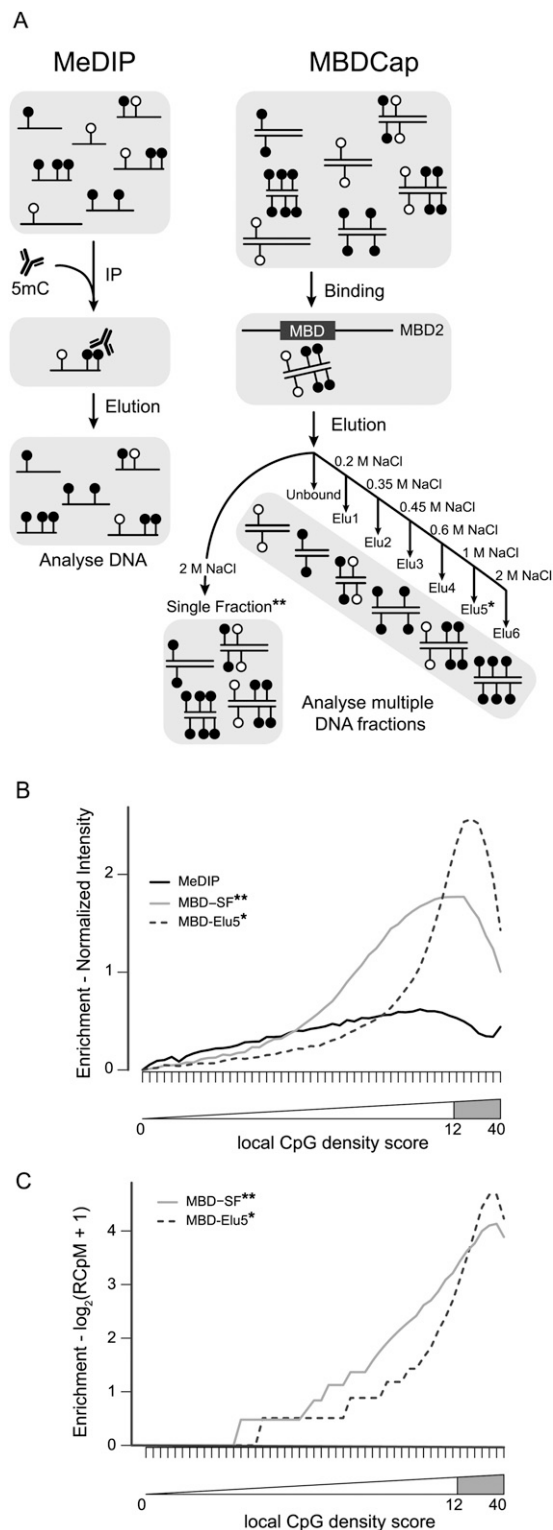 A
MeDIP
MBDCap
5mC
IP
Binding
MBD
MBD2
Elution
Elution
Analyse DNA
0.2 M NaCl
0.35 M NaCl
0.45 M NaCl
0.6 M NaCl
1 M NaCl
2 M NaCl
Unbound
Elu1
Elu2
Elu3
Elu4
Elu5*
Elu6
2 M NaCl
Single Fraction**
Analyse multiple
DNA fractions
B
Enrichment - Normalized Intensity
2
1
0
MeDIP
MBD–SF**
MBD-Elu5*
0
12
40
local CpG density score
C
Enrichment - log2(RCpM + 1)
4
3
2
1
0
MBD–SF**
MBD-Elu5*
0
12
40
local CpG density score